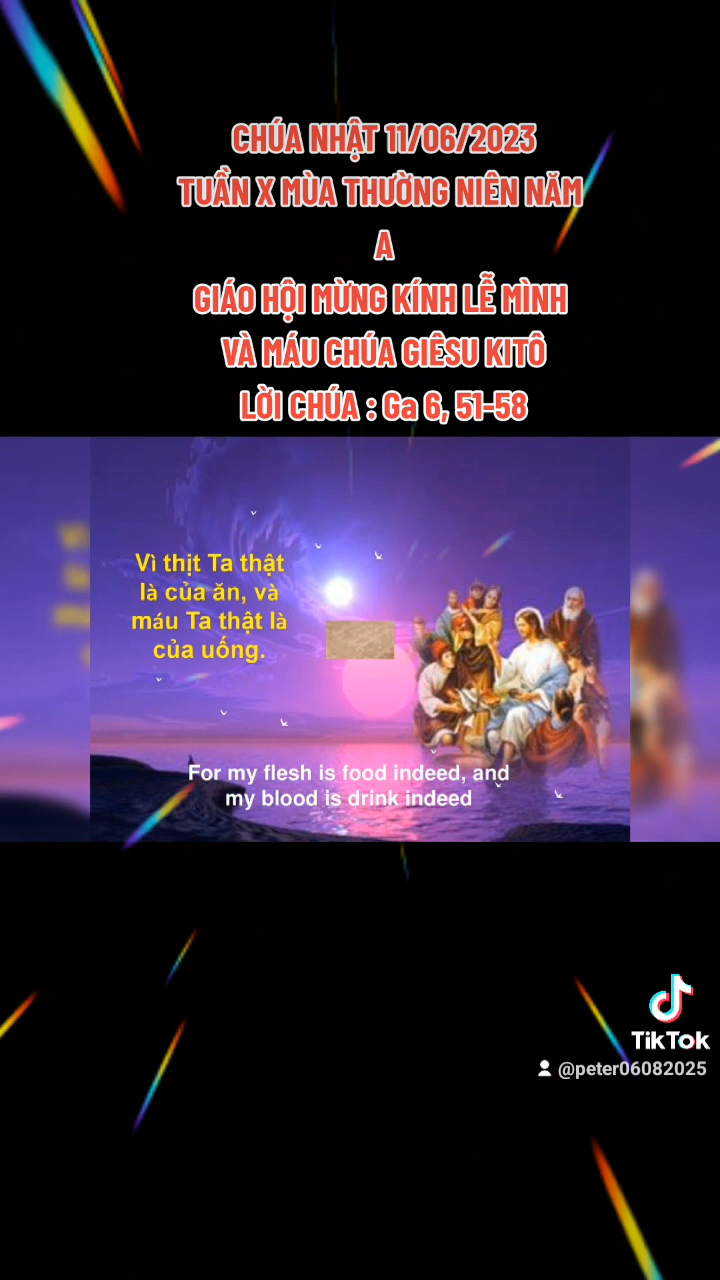 CHÚA NHẬT 11/06/2023
TUẦN X MÙA THƯỜNG NIÊN NĂM
A
GIÁO HỘI MỪNG KÍNH LỄ MÌNH
VÀ MÁU CHÚA GIÊSU KITÔ
LỜI CHÚA : Ga 6, 51-58
Vì thịt Ta thật
là của ăn, và
máu Ta thật là
của uống.
For my flesh is food indeed, and
my blood is drink indeed
TikTok
@peter06082025